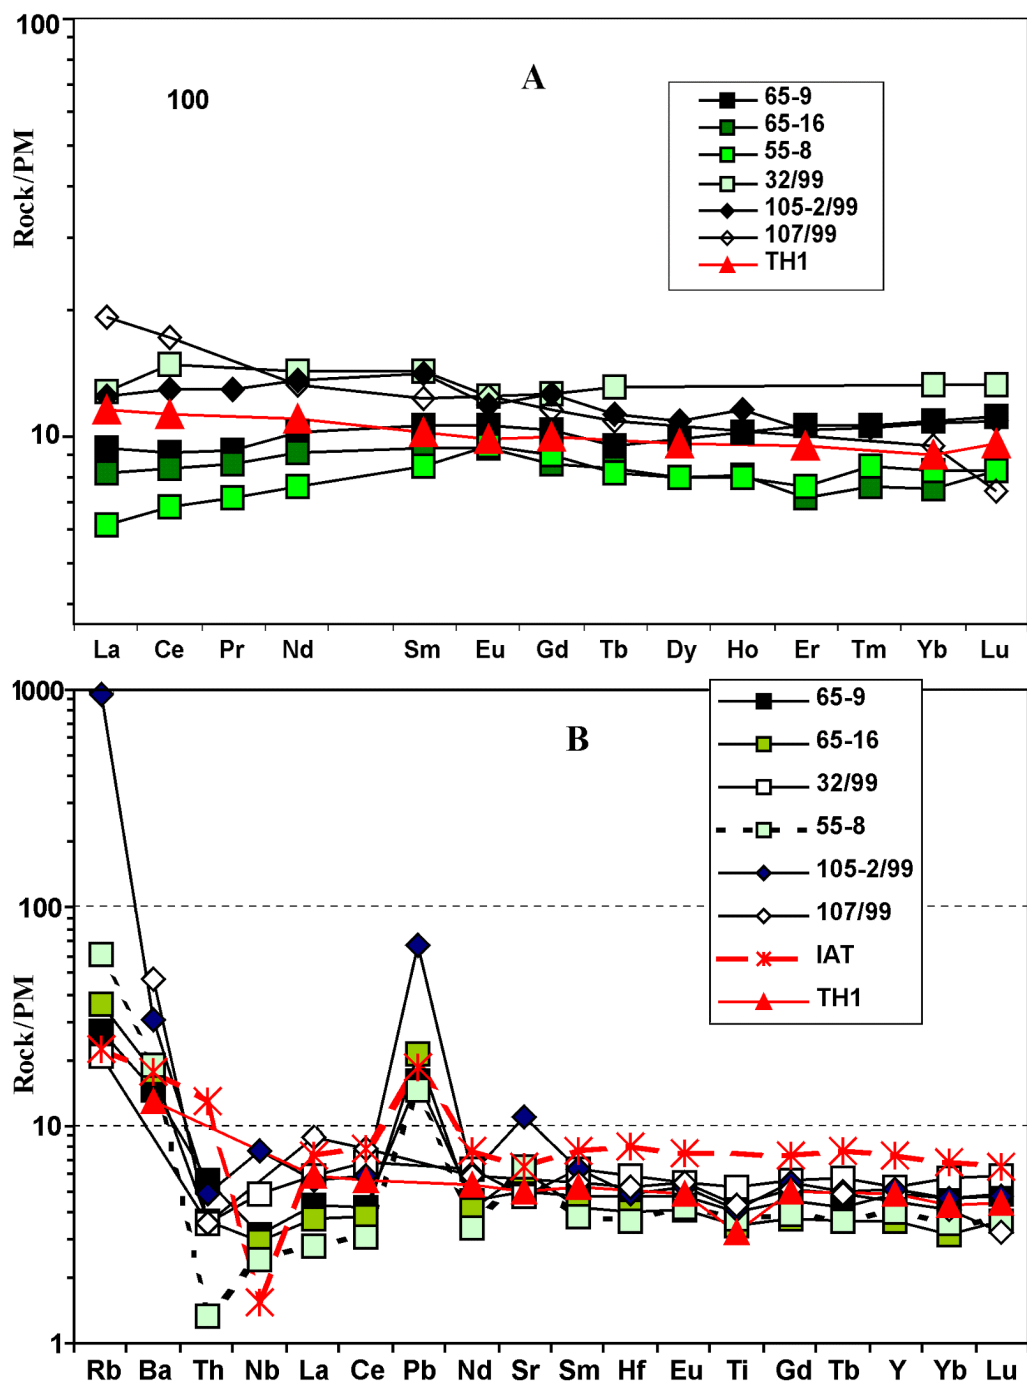 100
A
100
65-9
65-16
55-8
32/99
105-2/99
107/99
TH1
Rock/PM
10
La Ce Pr Nd Sm Eu Gd Tb Dy Ho Er Tm Yb Lu
1000
B
65-9
65-16
32/99
55-8
105-2/99
107/99
IAT
TH1
100
Rock/PM
10
1
Rb Ba Th Nb La Ce Pb Nd Sr Sm Hf Eu Ti Gd Tb Y Yb Lu